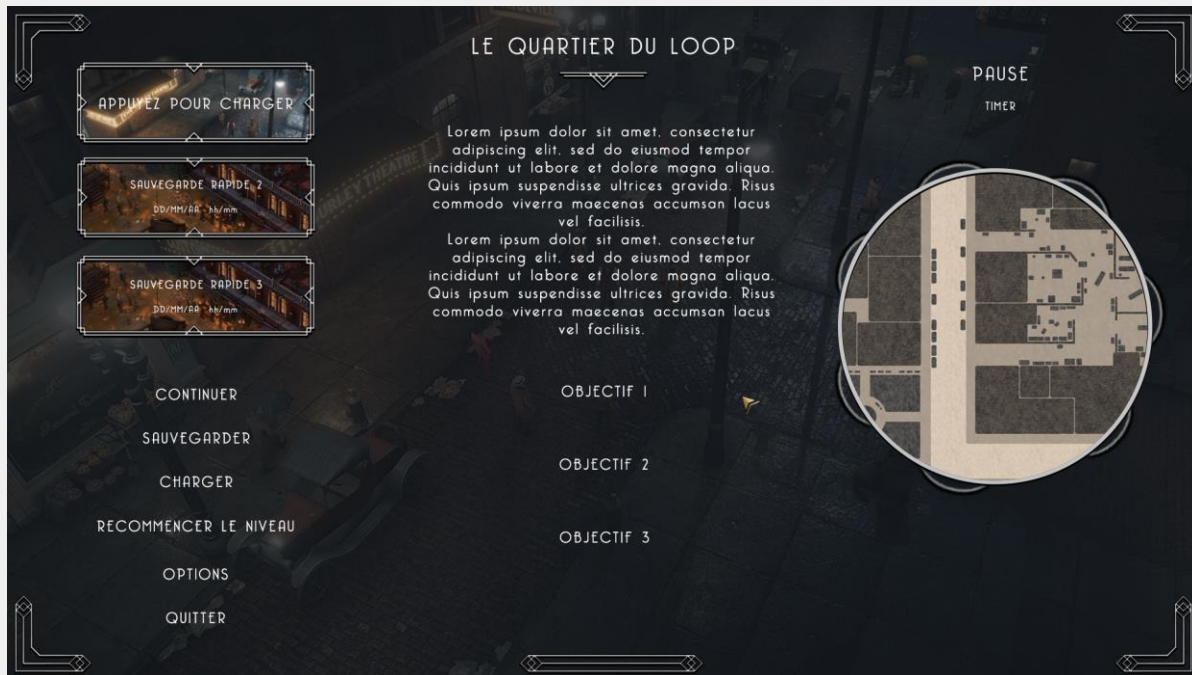 LE QUARTIER DU LOOP
APPUYEZ POUR CHARGER
SAUVEGARDE RAPIDE 2
DD/MM/AA hh/mm
SAUVEGARDE RAPIDE 3
DD/MM/AA hh/mm
CONTINUER
SAUVEGARDER
CHARGER
RECOMMENCER LE NIVEAU
OPTIONS
QUITTER
Lorem ipsum dolor sit amet, consectetur
adipiscing elit, sed do eiusmod tempor
incididunt ut labore et dolore magna aliqua.
Quis ipsum suspendisse ultrices gravida. Risus
commodo viverra maecenas accumsan lacus
vel facilisis.
Lorem ipsum dolor sit amet, consectetur
adipiscing elit, sed do eiusmod tempor
incididunt ut labore et dolore magna aliqua.
Quis ipsum suspendisse ultrices gravida. Risus
commodo viverra maecenas accumsan lacus
vel facilisis.
OBJECTIF 1
OBJECTIF 2
OBJECTIF 3
PAUSE
TIMER